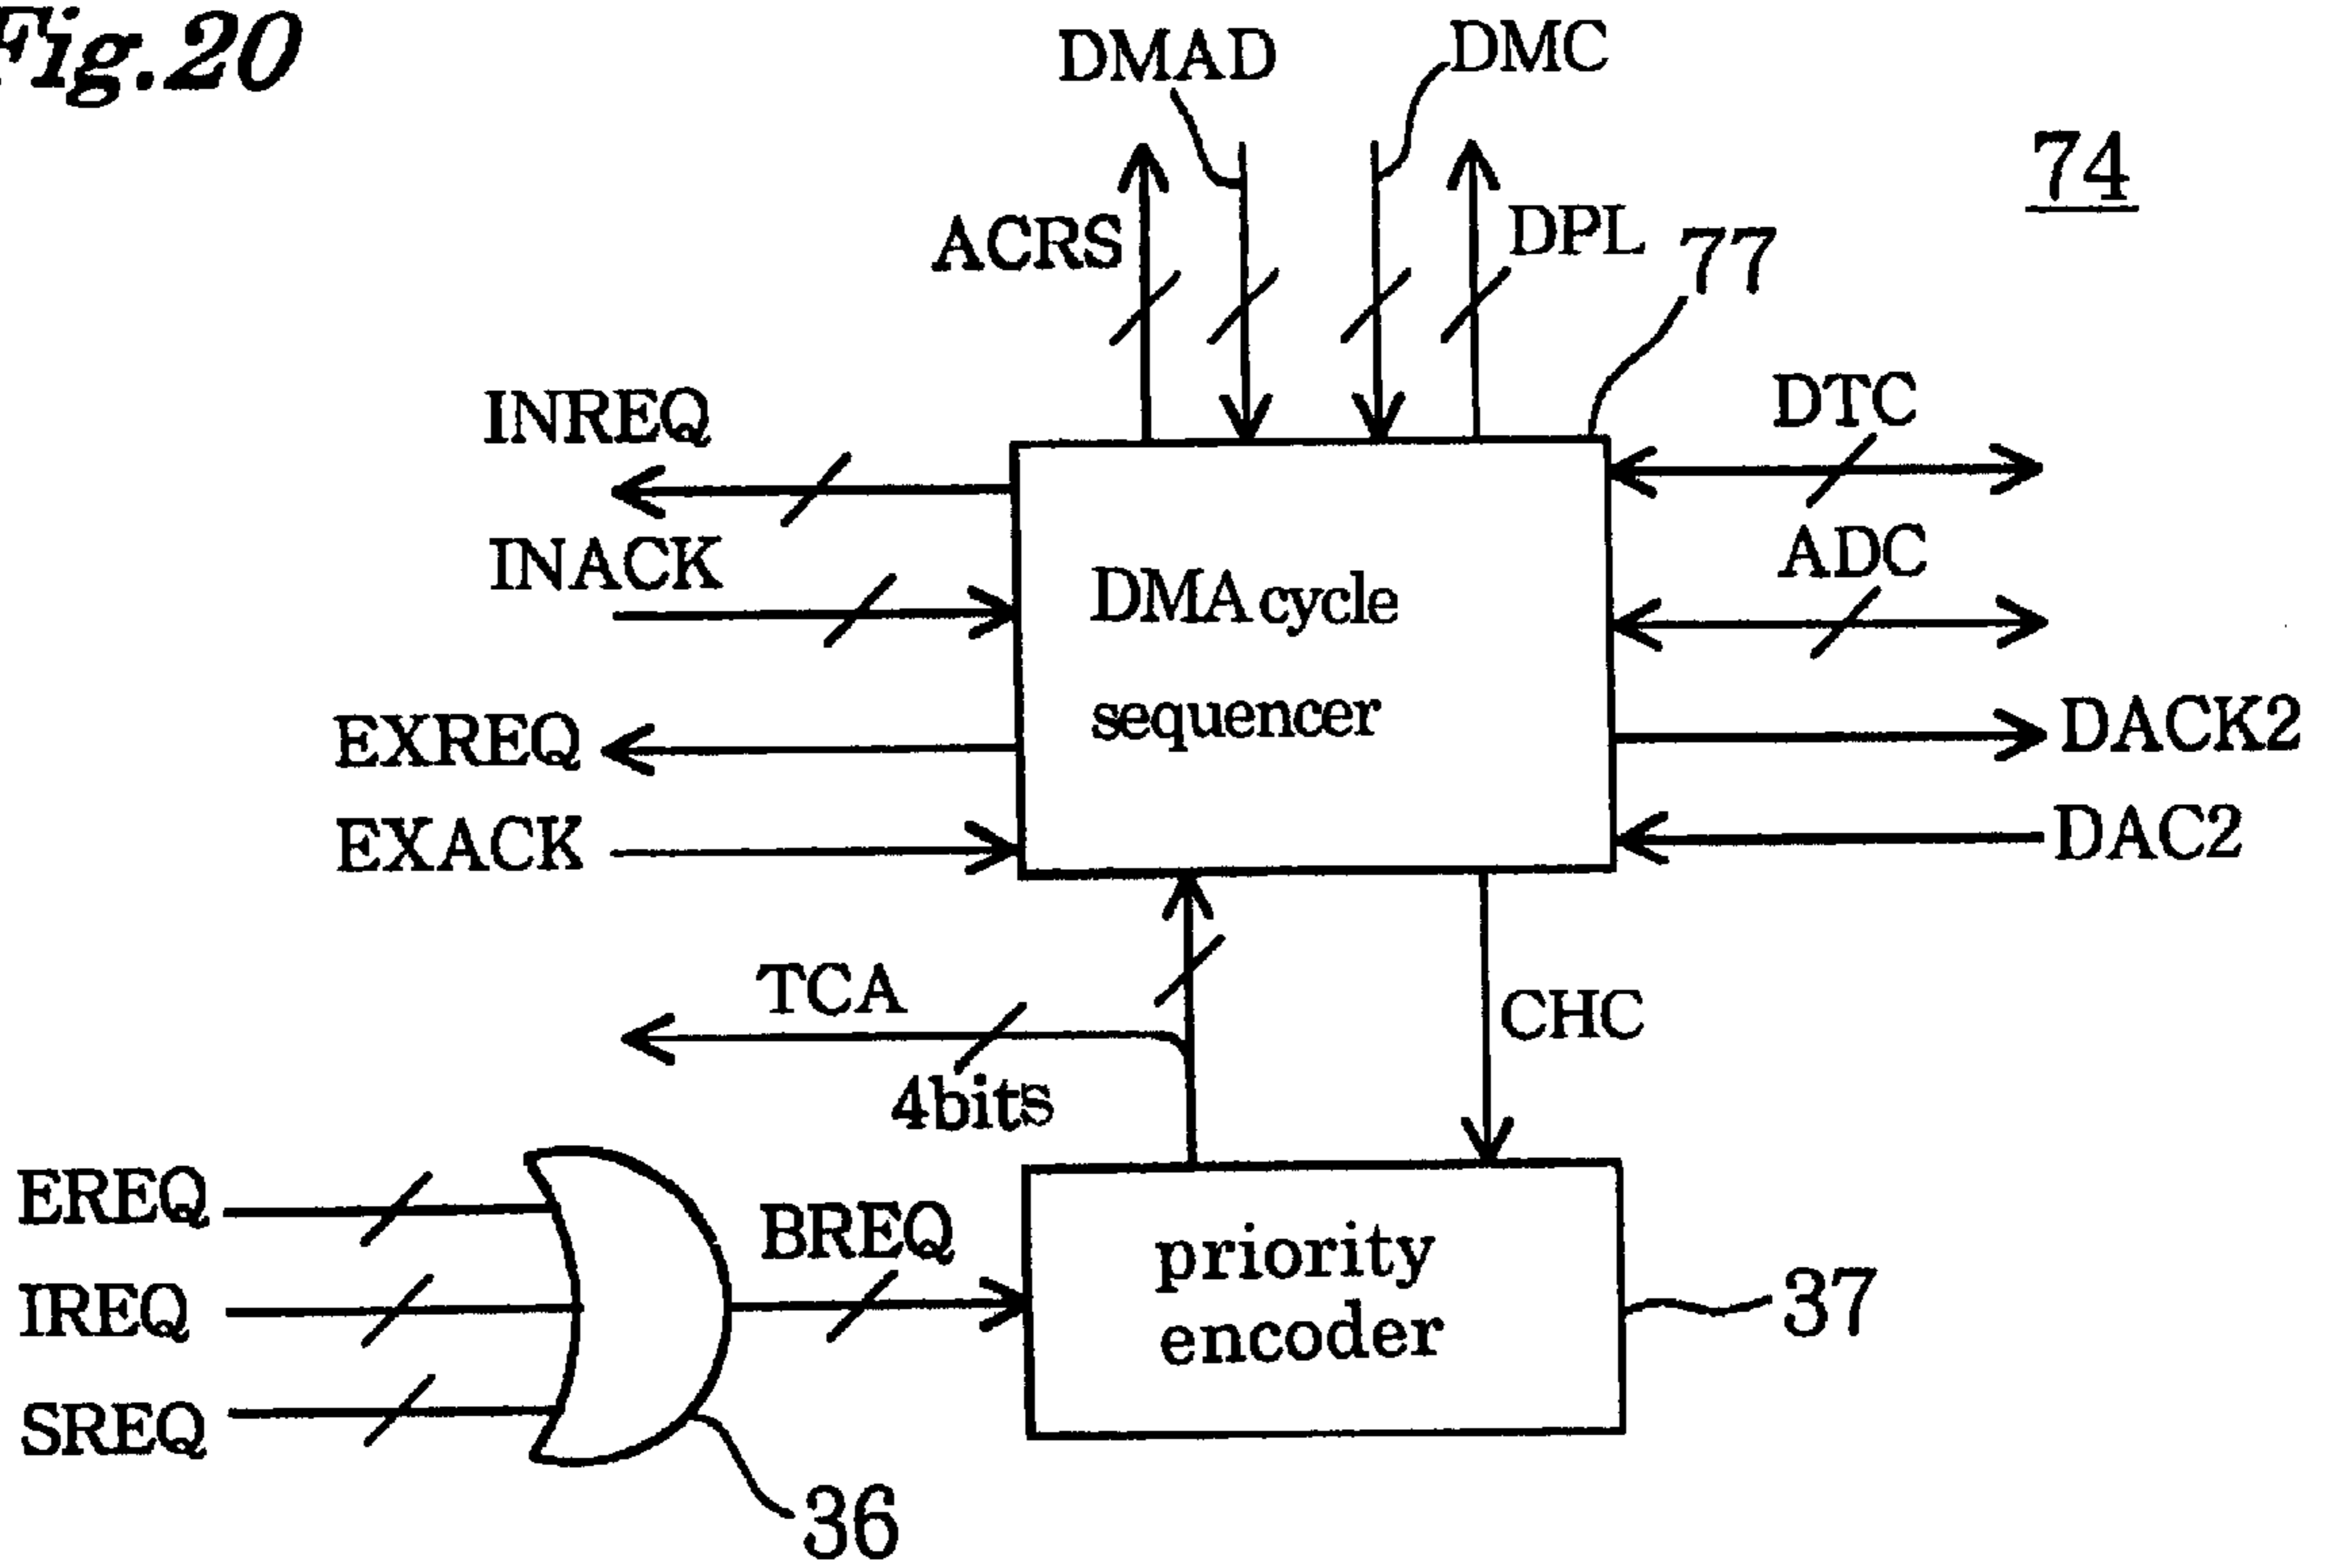 Fig.20
DMAD
DMC
74
ACRS
DPL
77
INREQ
DTC
INACK
ADC
DMA cycle
sequencer
EXREQ
DACK2
EXACK
DAC2
TCA
CHC
4bits
EREQ
BREQ
priority
IREQ
encoder
37
SREQ
36